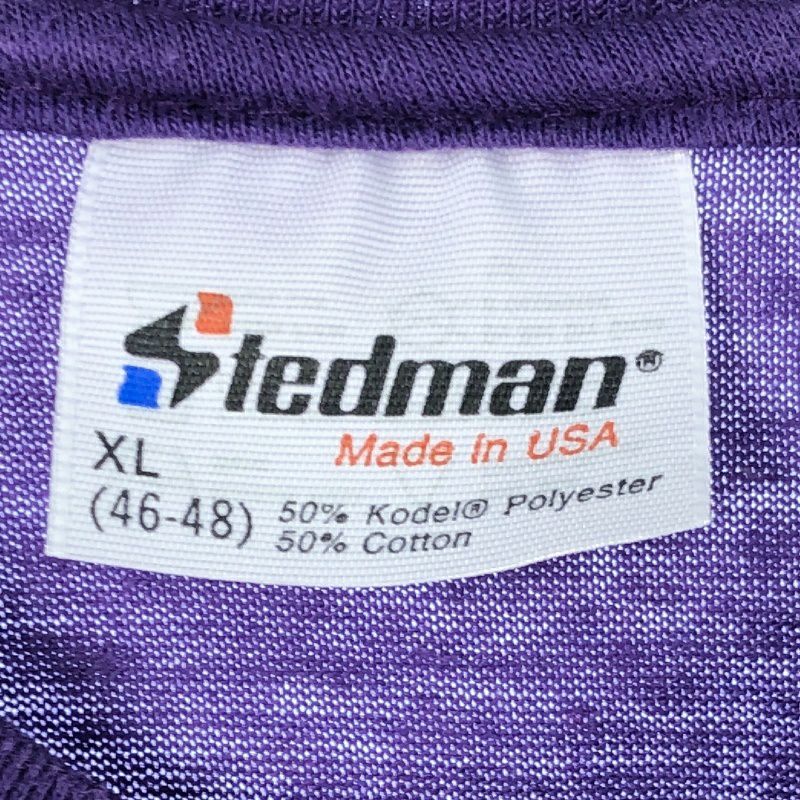 Stedman®
Made in USA
XL
(46-48)
50% Kodel® Polyester
50% Cotton